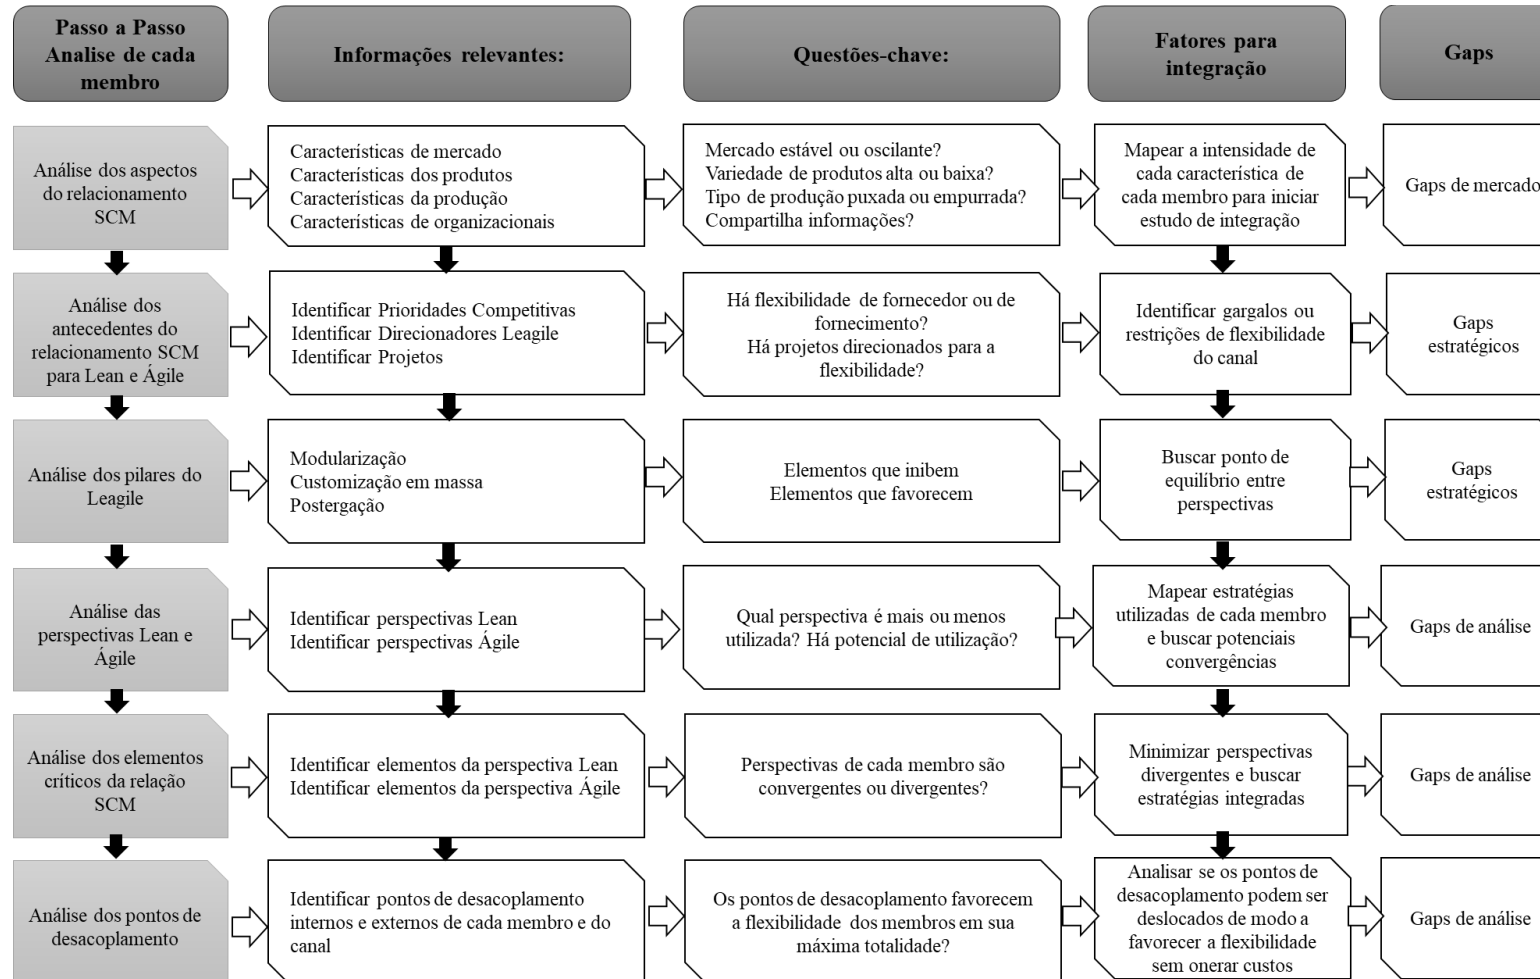 Passo a Passo
Analise de cada
membro
Informações relevantes:
Questões-chave:
Fatores para
integração
Gaps
Análise dos aspectos
do relacionamento
SCM
Características de mercado
Características dos produtos
Características da produção
Características de organizacionais
Mercado estável ou oscilante?
Variedade de produtos alta ou baixa?
Tipo de produção puxada ou empurrada?
Compartilha informações?
Mapear a intensidade de
cada característica de
cada membro para iniciar
estudo de integração
Gaps de mercado
Análise dos
antecedentes do
relacionamento SCM
para Lean e Ágile
Identificar Prioridades Competitivas
Identificar Direcionadores Leagile
Identificar Projetos
Há flexibilidade de fornecedor ou de
fornecimento?
Há projetos direcionados para a
flexibilidade?
Identificar gargalos ou
restrições de flexibilidade
do canal
Gaps
estratégicos
Análise dos pilares do
Leagile
Modularização
Customização em massa
Postergação
Elementos que inibem
Elementos que favorecem
Buscar ponto de
equilíbrio entre
perspectivas
Gaps
estratégicos
Análise das
perspectivas Lean e
Ágile
Identificar perspectivas Lean
Identificar perspectivas Ágile
Qual perspectiva é mais ou menos
utilizada? Há potencial de utilização?
Mapear estratégias
utilizadas de cada membro
e buscar potenciais
convergências
Gaps de análise
Análise dos elementos
críticos da relação
SCM
Identificar elementos da perspectiva Lean
Identificar elementos da perspectiva Ágile
Perspectivas de cada membro são
convergentes ou divergentes?
Minimizar perspectivas
divergentes e buscar
estratégias integradas
Gaps de análise
Análise dos pontos de
desacoplamento
Identificar pontos de desacoplamento
internos e externos de cada membro e do
canal
Os pontos de desacoplamento favorecem
a flexibilidade dos membros em sua
máxima totalidade?
Analisar se os pontos de
desacoplamento podem ser
deslocados de modo a
favorecer a flexibilidade
sem onerar custos
Gaps de análise